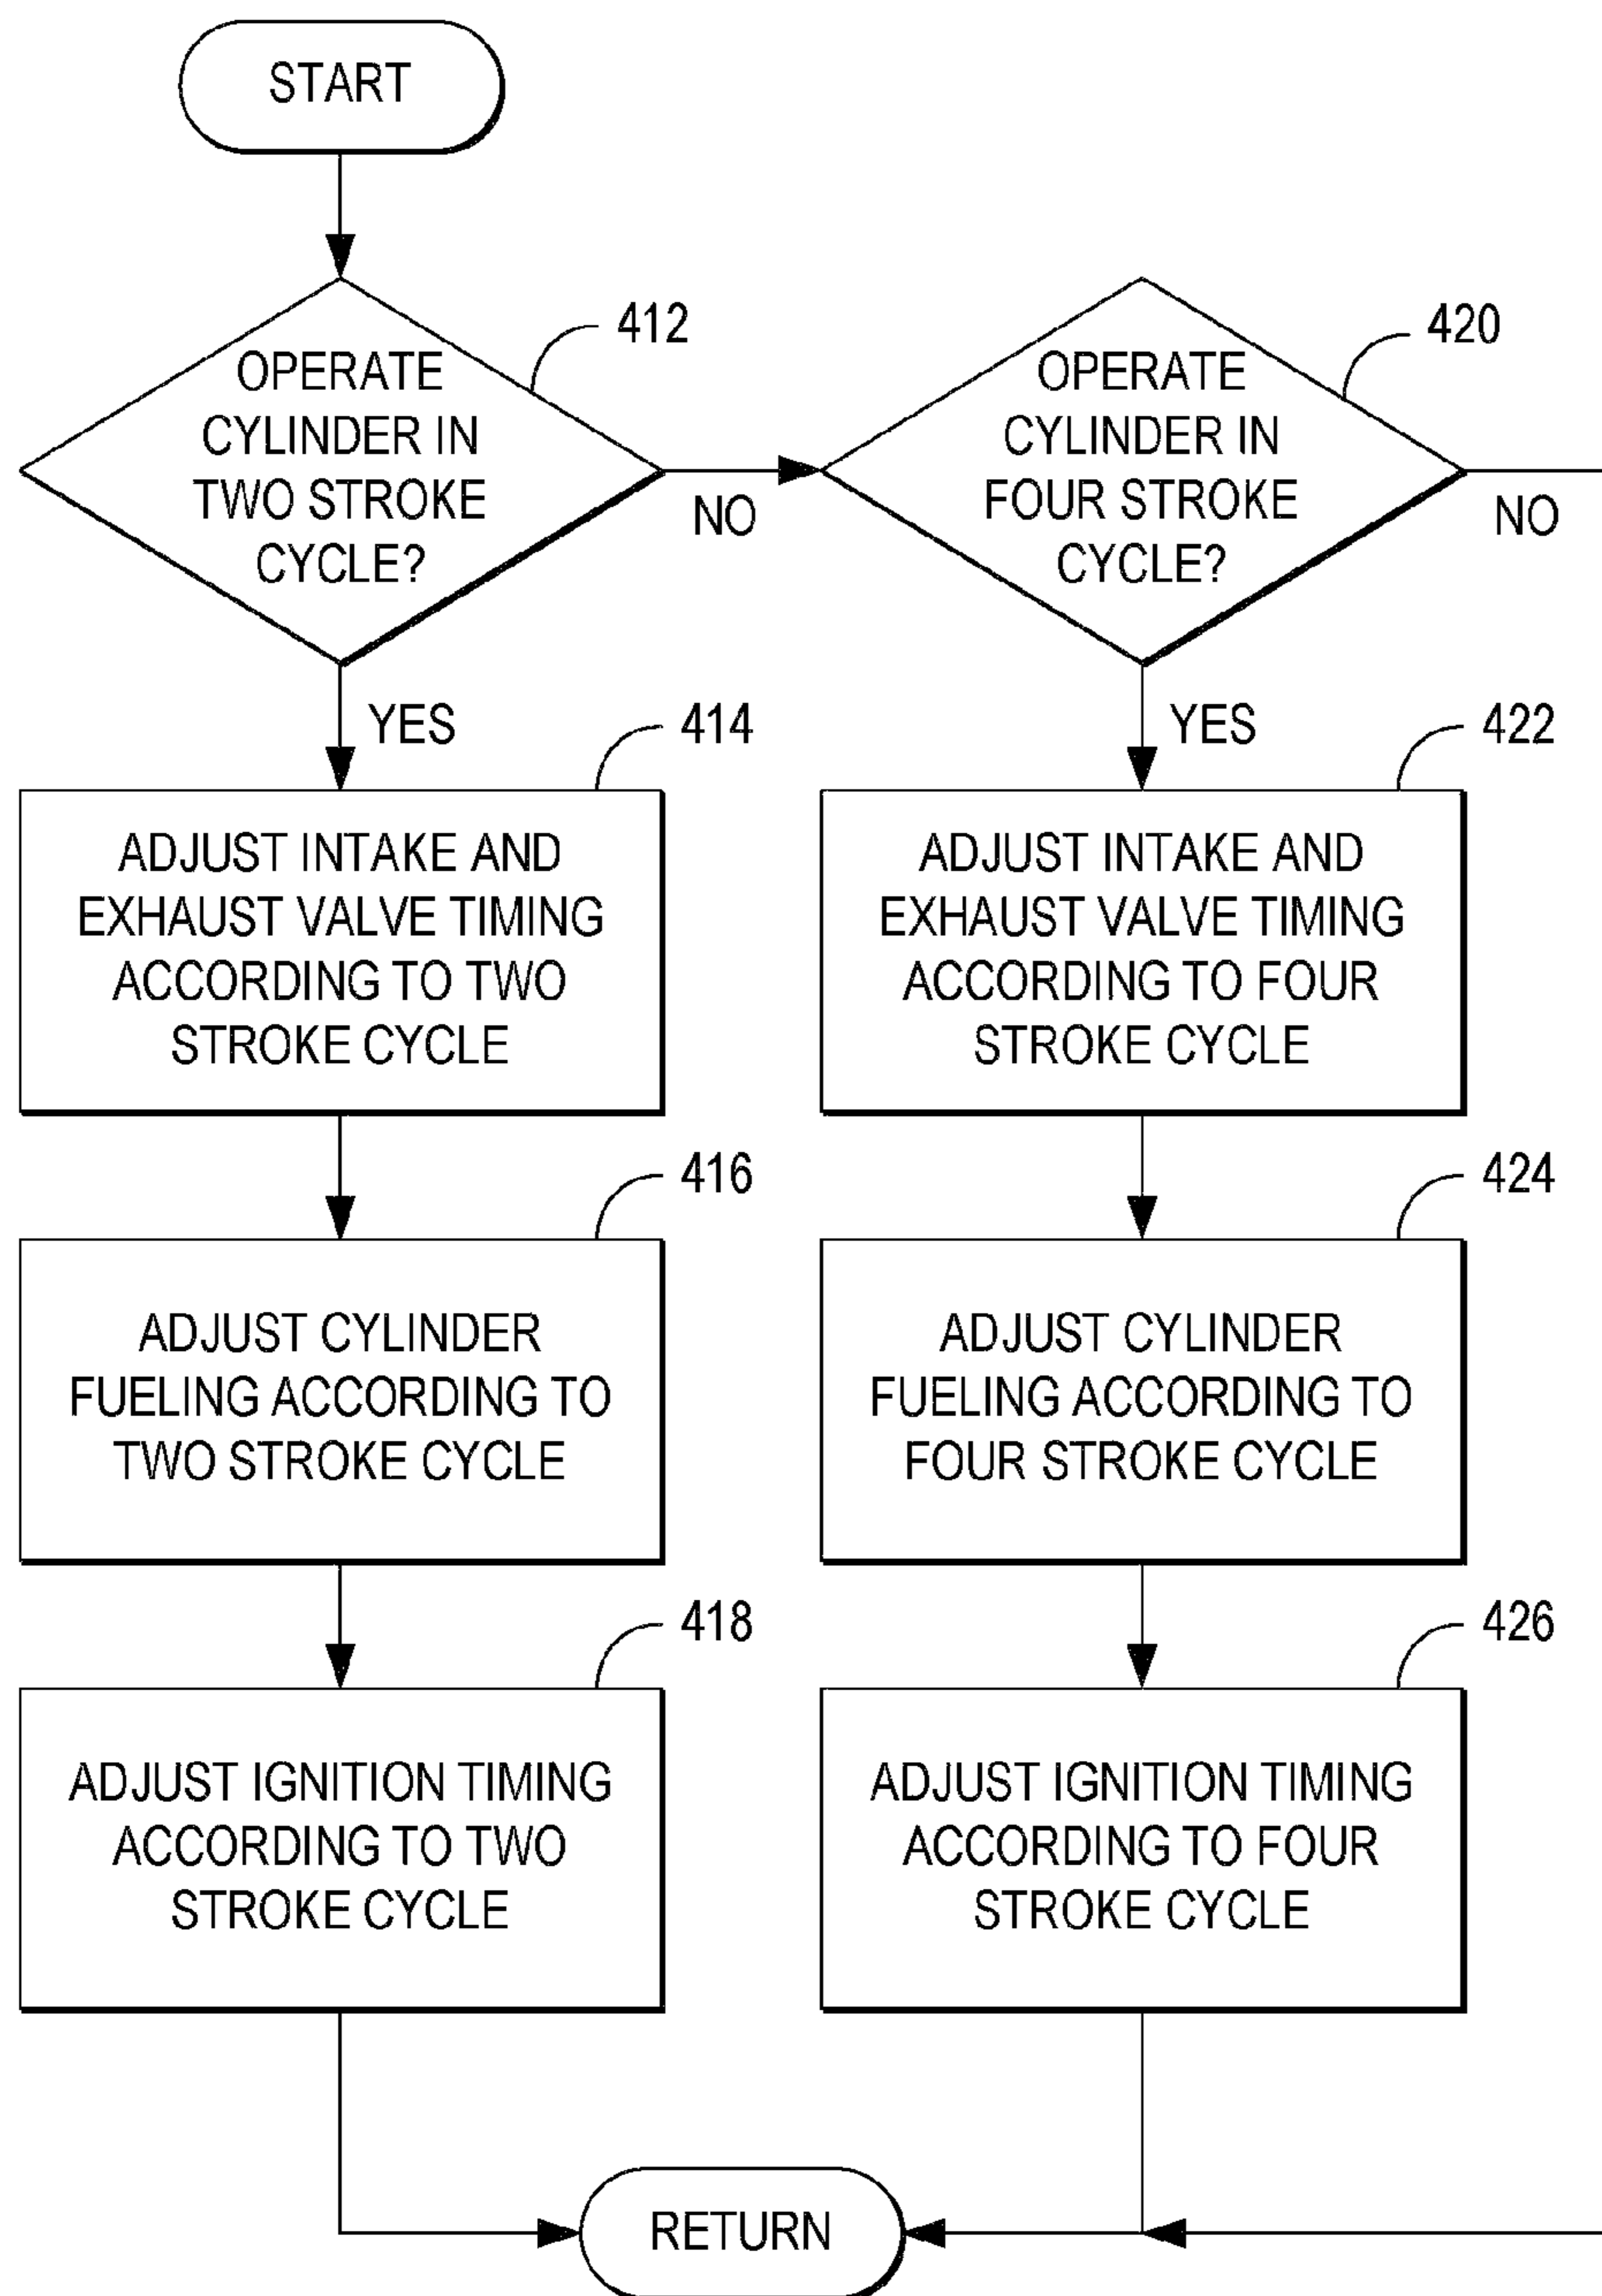 START
412
OPERATE
CYLINDER IN
TWO STROKE
CYCLE?
NO
420
OPERATE
CYLINDER IN
FOUR STROKE
CYCLE?
NO
YES
414
ADJUST INTAKE AND
EXHAUST VALVE TIMING
ACCORDING TO TWO
STROKE CYCLE
416
ADJUST CYLINDER
FUELING ACCORDING TO
TWO STROKE CYCLE
418
ADJUST IGNITION TIMING
ACCORDING TO TWO
STROKE CYCLE
YES
422
ADJUST INTAKE AND
EXHAUST VALVE TIMING
ACCORDING TO FOUR
STROKE CYCLE
424
ADJUST CYLINDER
FUELING ACCORDING TO
FOUR STROKE CYCLE
426
ADJUST IGNITION TIMING
ACCORDING TO FOUR
STROKE CYCLE
RETURN